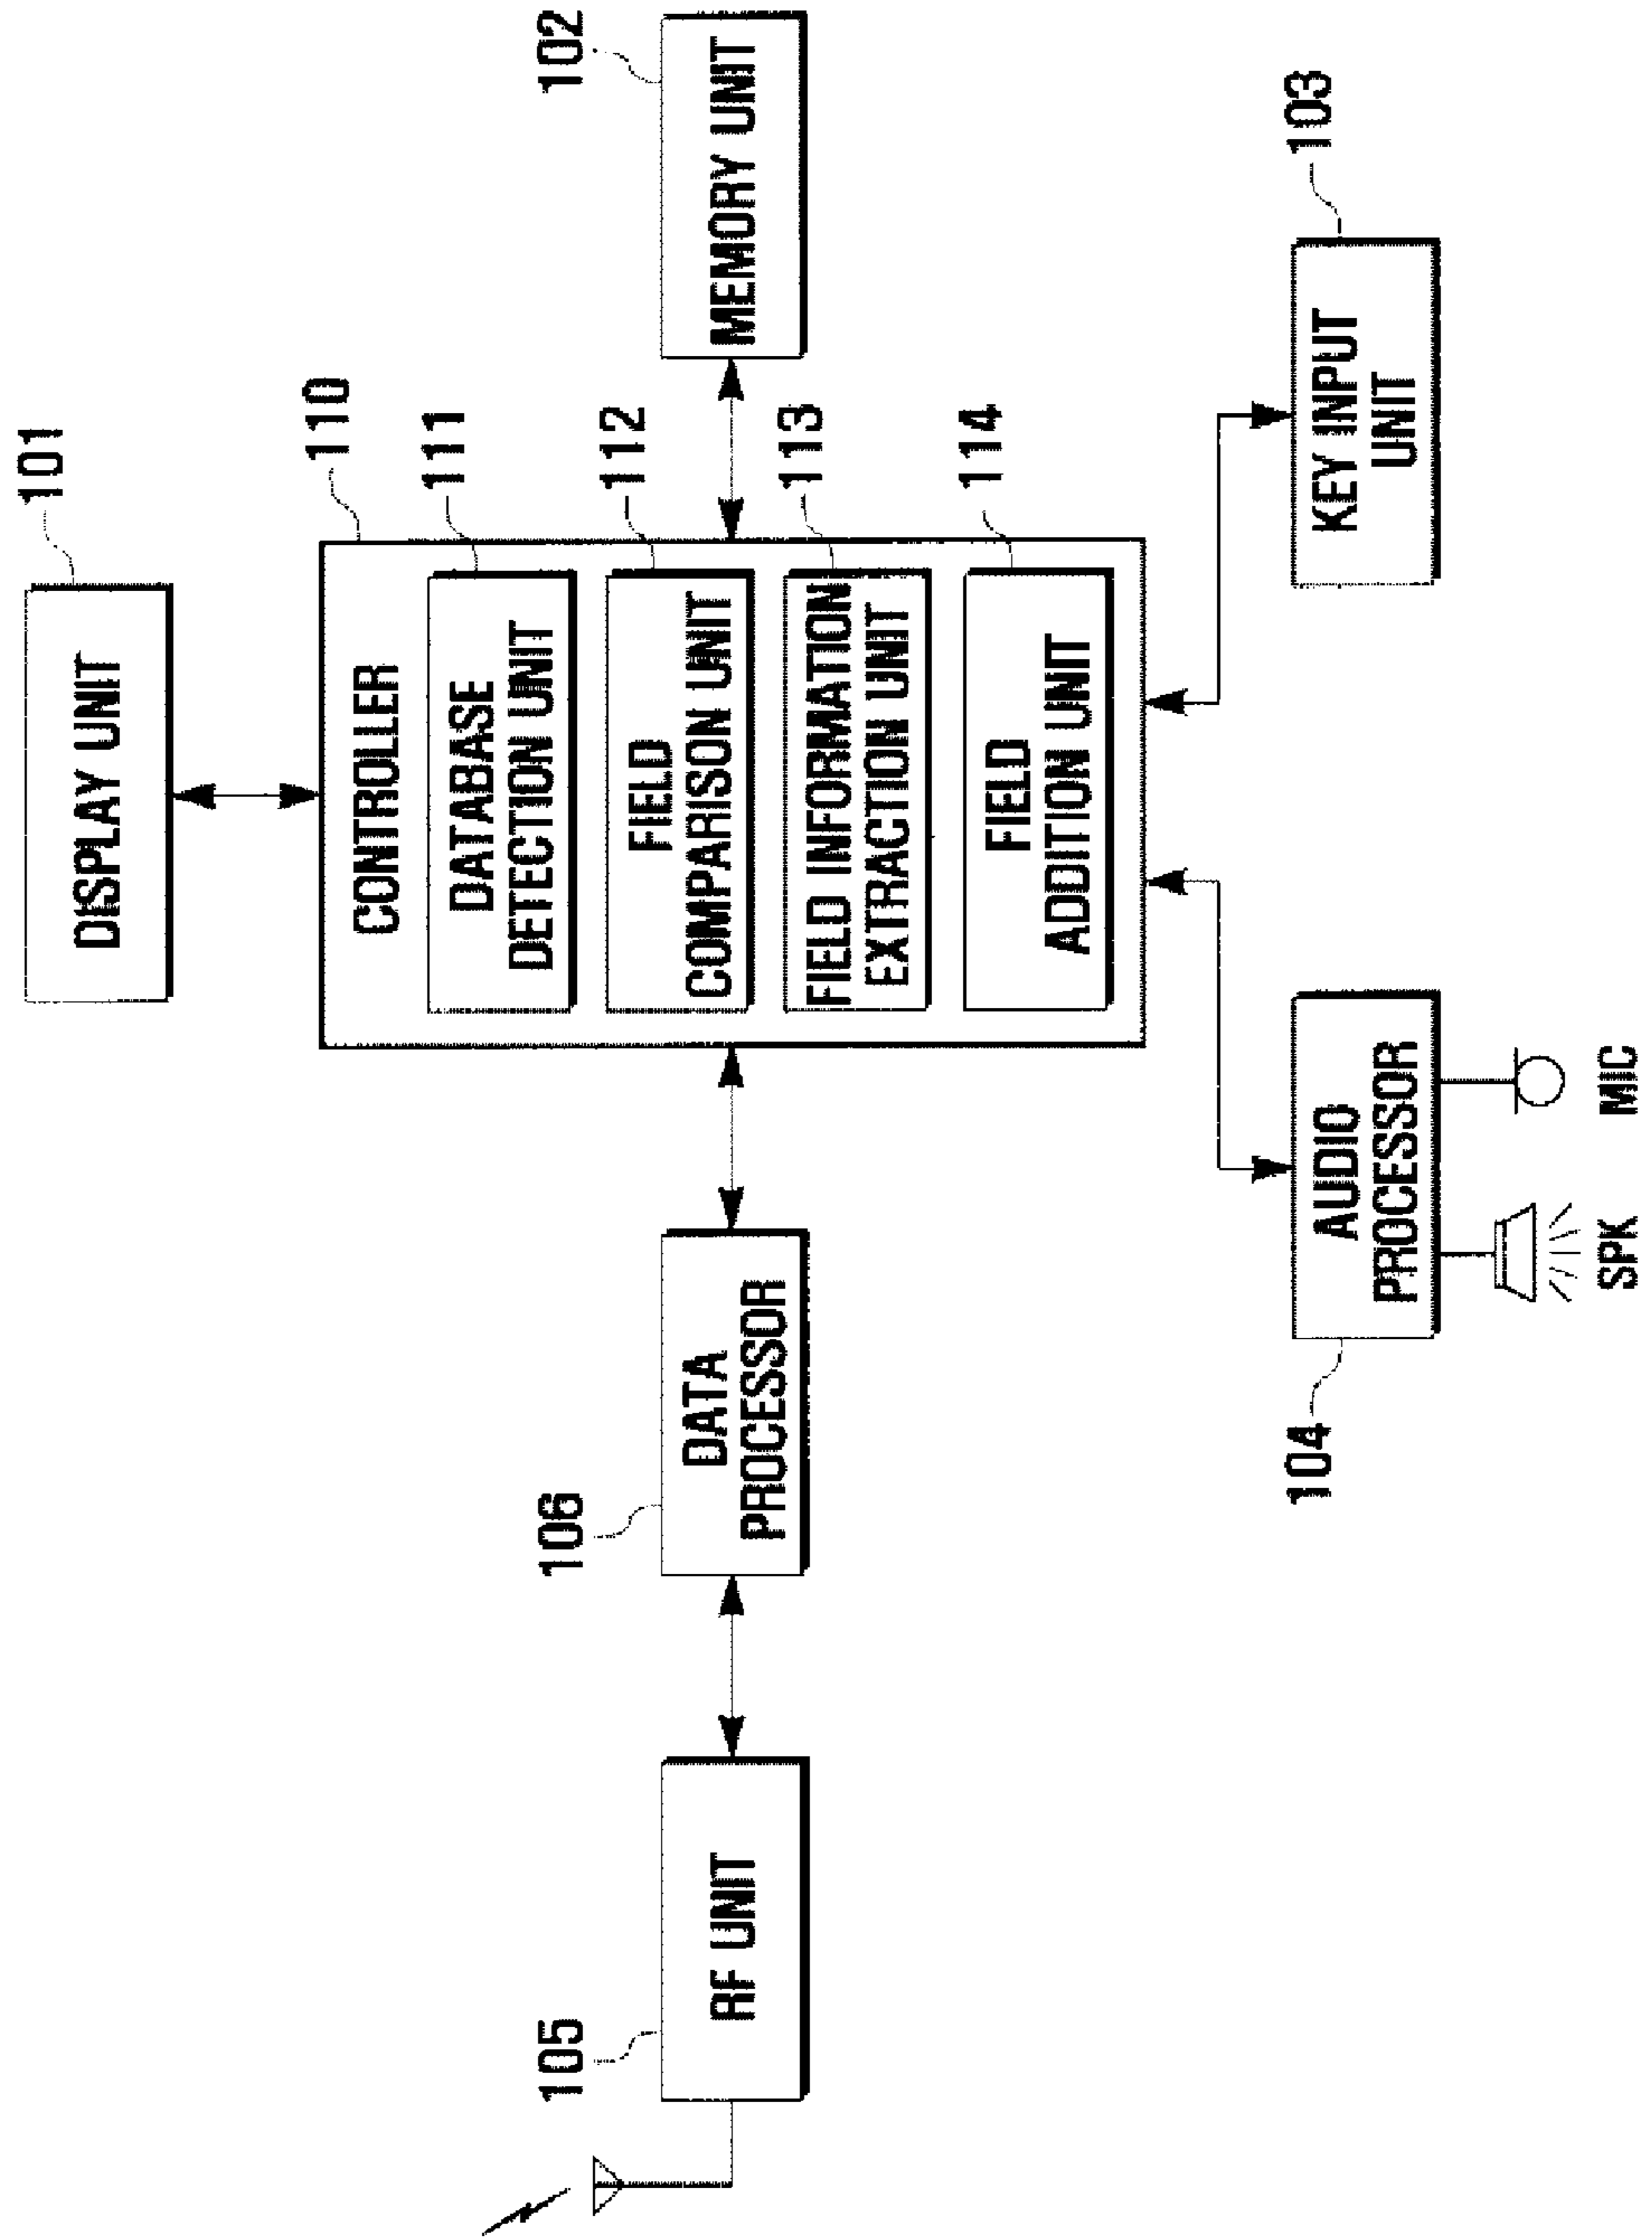 101
DISPLAY UNIT
110
CONTROLLER
111
DATABASE
DETECTION UNIT
112
FIELD
COMPARISON UNIT
113
FIELD INFORMATION
EXTRACTION UNIT
114
FIELD
ADDITION UNIT
102
MEMORY UNIT
105
RF UNIT
106
DATA
PROCESSOR
104
AUDIO
PROCESSOR
SPK
MIC
103
KEY INPUT
UNIT